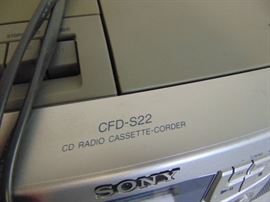 CFD-S22
CD RADIO CASSETTE-CORDER
SONY